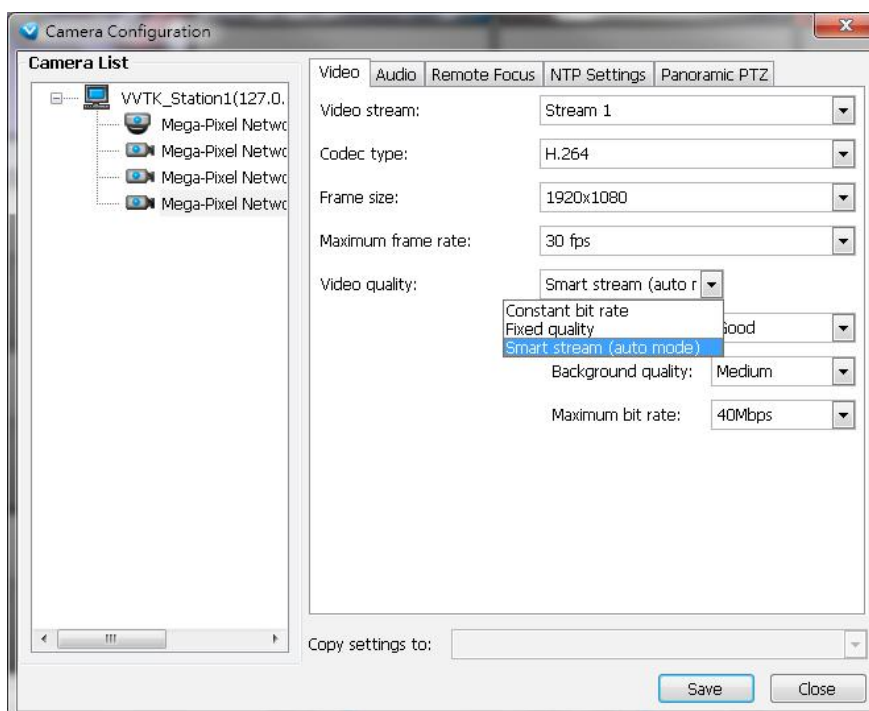 Camera Configuration
Camera List
VVTK_Station1(127.0.
Mega-Pixel Netwo
Mega-Pixel Netwo
Mega-Pixel Netwo
Mega-Pixel Netwo
Video
Audio
Remote Focus
NTP Settings
Panoramic PTZ
Video stream:
Stream 1
Codec type:
H.264
Frame size:
1920x1080
Maximum frame rate:
30 fps
Video quality:
Smart stream (auto r
Constant bit rate
Fixed quality
Smart stream (auto mode)
Good
Background quality:
Medium
Maximum bit rate:
40Mbps
Copy settings to:
Save
Close